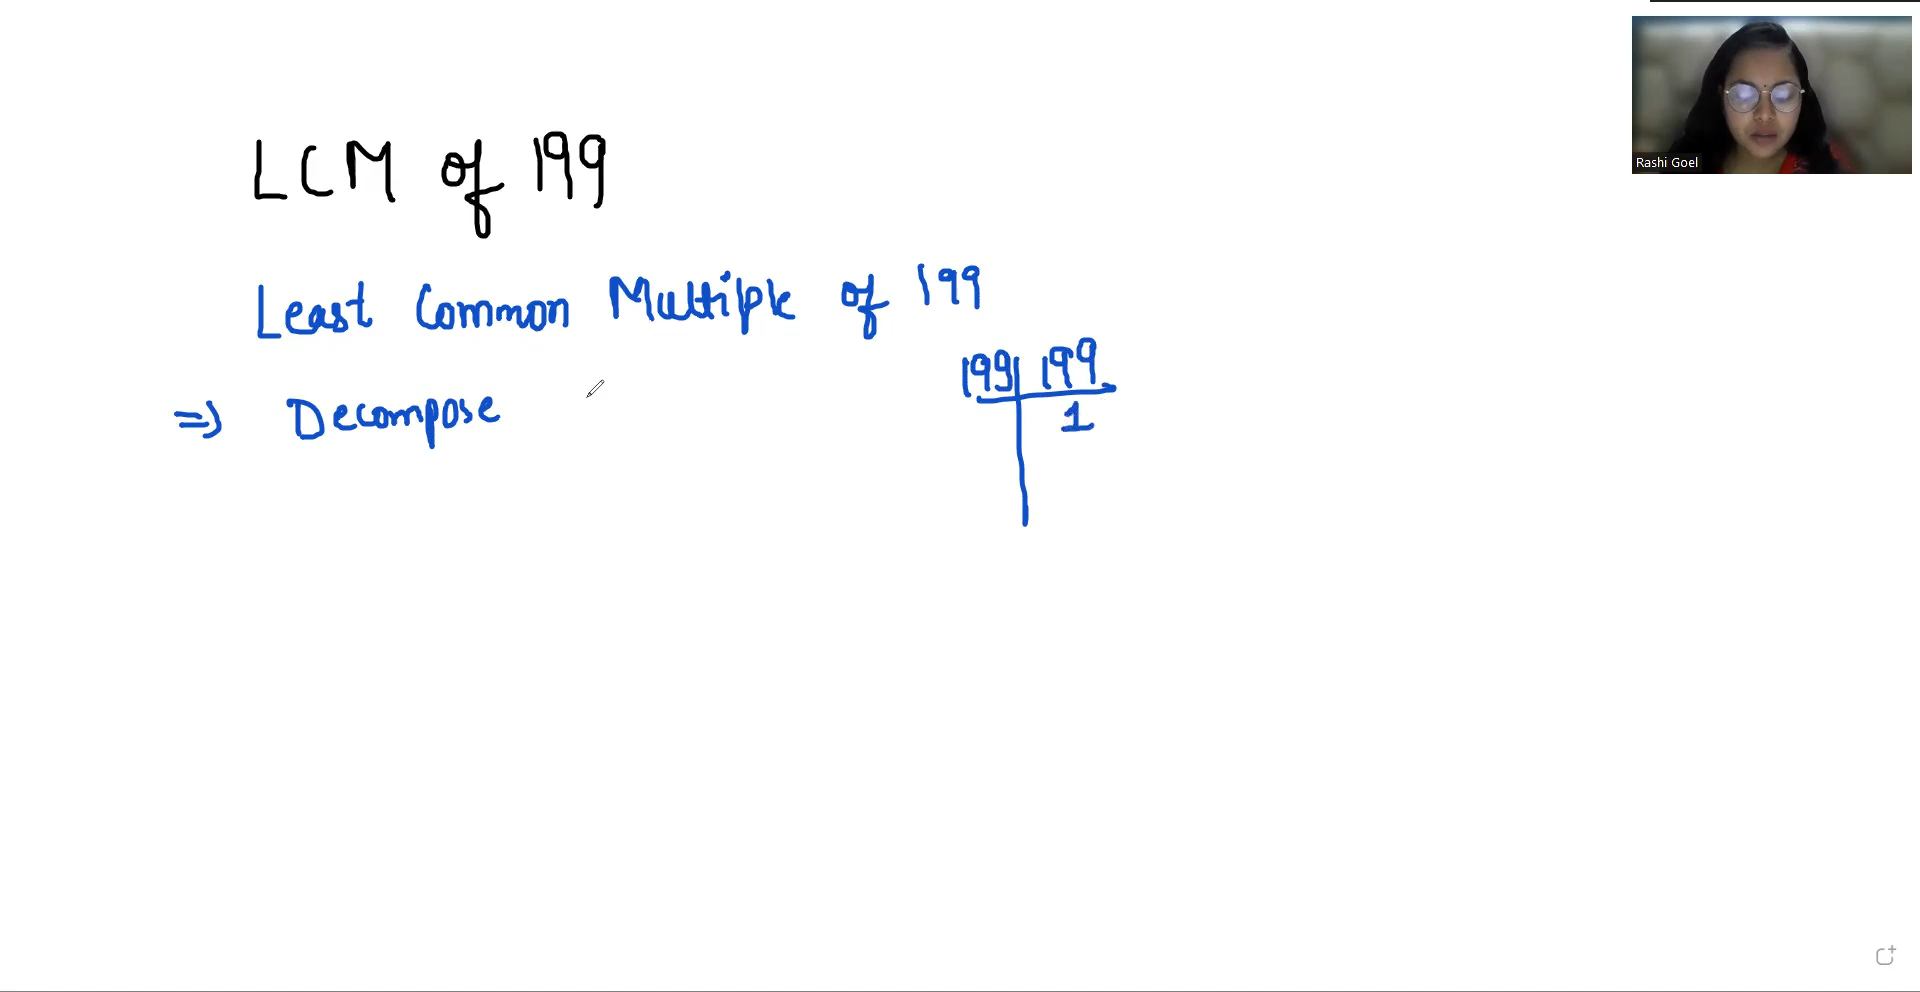 LCM of 199
Least Common Multiple of 199
199 | 199
1
=> Decompose
Rashi Goel